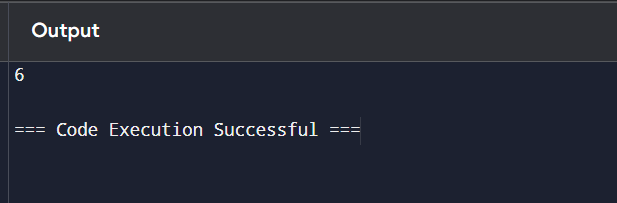 Output
6
=== Code Execution Successful ===